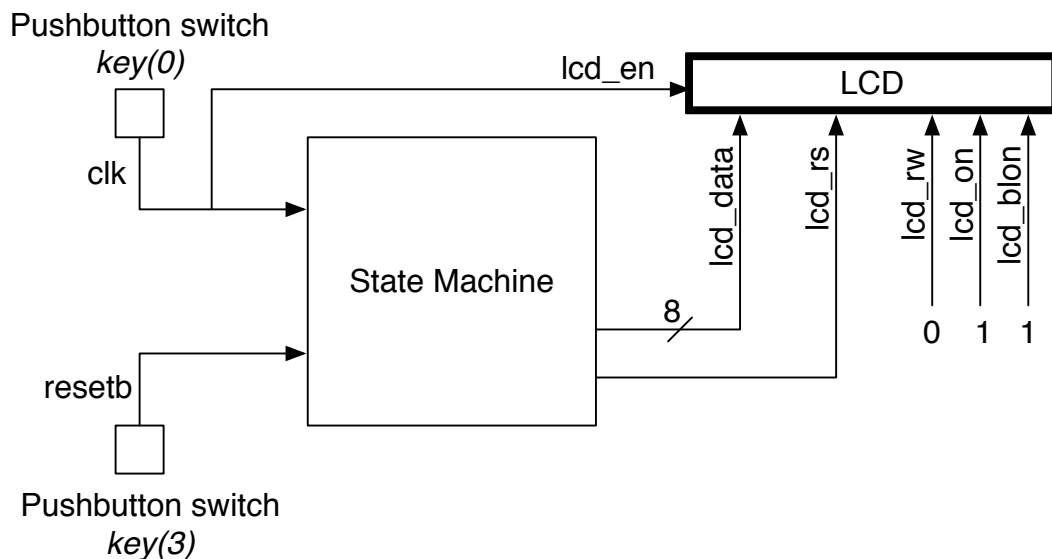 Pushbutton switch
key(0)
lcd_en
LCD
clk
lcd_data
lcd_rs
lcd_rw
lcd_on
lcd_blon
State Machine
8
0
1
1
resetb
Pushbutton switch
key(3)